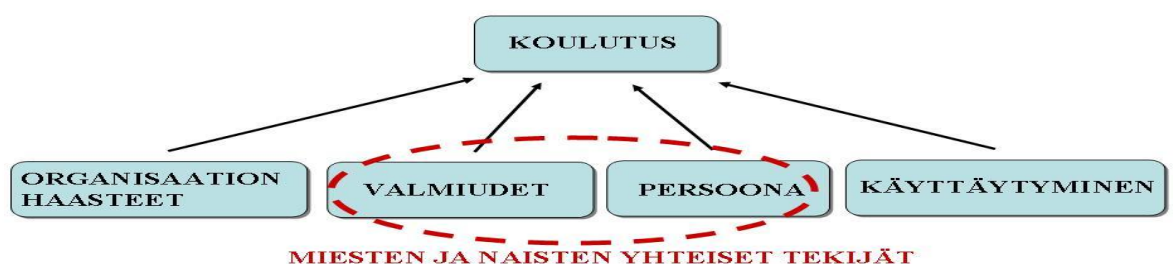 KOULUTUS
ORGANISAATION
HAASTEET
VALMIUDET
PERSOONA
KÄYTTÄYTYMINEN
MIESTEN JA NAISTEN YHTEISET TEKIJÄT